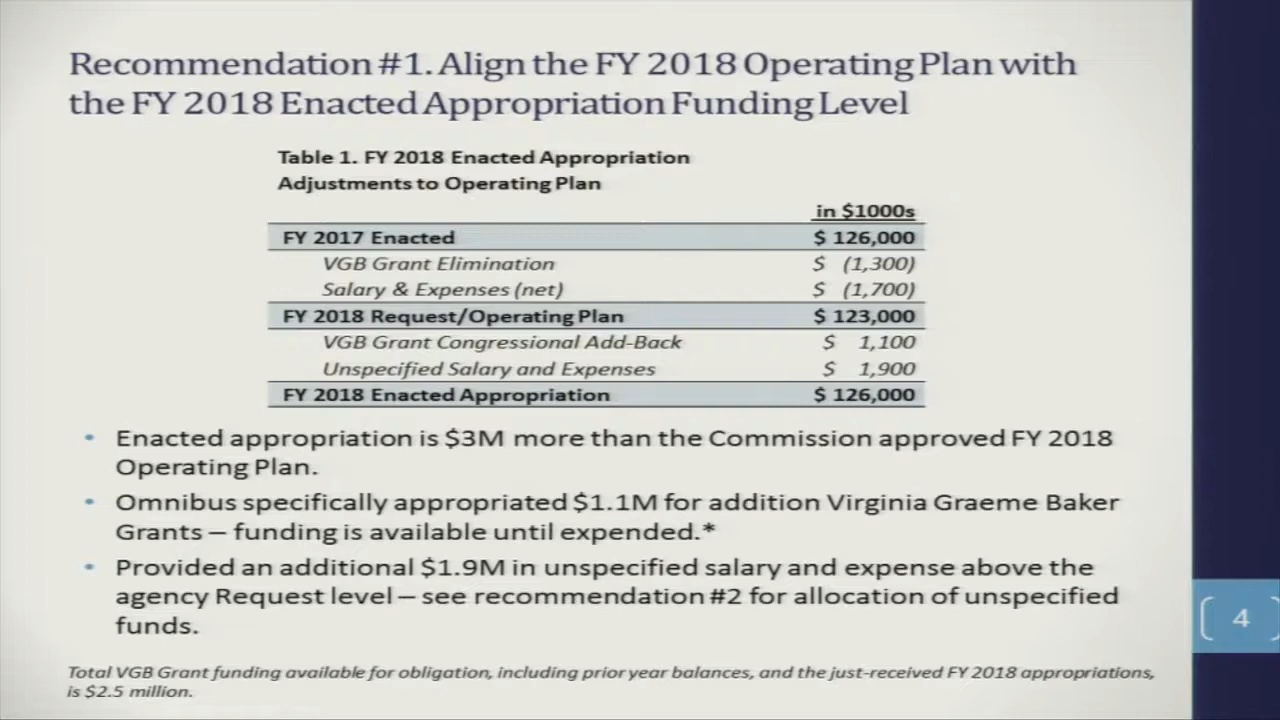 Recommendation #1. Align the FY 2018 Operating Plan with
the FY 2018 Enacted Appropriation Funding Level
Table 1. FY 2018 Enacted Appropriation
Adjustments to Operating Plan
in $1000s
FY 2017 Enacted $ 126,000
VGB Grant Elimination $ (1,300)
Salary & Expenses (net) $ (1,700)
FY 2018 Request/Operating Plan $ 123,000
VGB Grant Congressional Add-Back $ 1,100
Unspecified Salary and Expenses $ 1,900
FY 2018 Enacted Appropriation $ 126,000
• Enacted appropriation is $3M more than the Commission approved FY 2018
Operating Plan.
• Omnibus specifically appropriated $1.1M for addition Virginia Graeme Baker
Grants – funding is available until expended.*
• Provided an additional $1.9M in unspecified salary and expense above the
agency Request level – see recommendation #2 for allocation of unspecified
funds.
4
Total VGB Grant funding available for obligation, including prior year balances, and the just-received FY 2018 appropriations,
is $2.5 million.